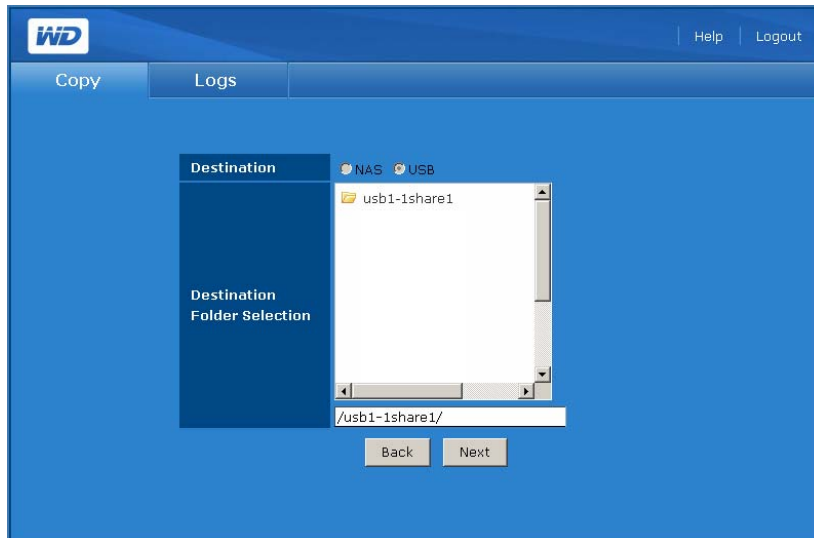 WD
Help Logout
Copy Logs
Destination NAS USB
usb1-1share1
Destination
Folder Selection
/usb1-1share1/
Back Next